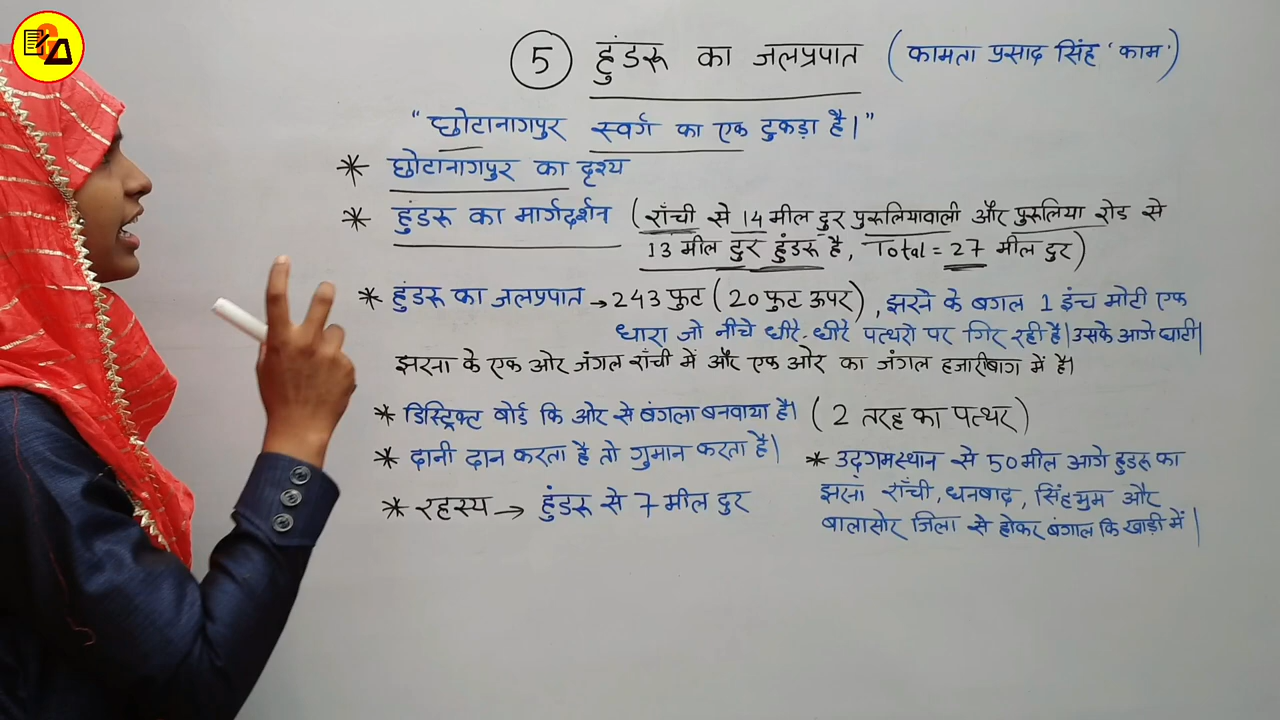 5 हुंडरू का जलप्रपात (कामता प्रसाद सिंह 'काम')
"छोटानागपुर स्वर्ग का एक टुकड़ा है।"
* छोटानागपुर का दृश्य
* हुंडरू का मार्गदर्शन (राँची से 14 मील दुर पुरूलियावाली और पुरूलिया रोड से
13 मील दुर हुंडरू है, Total = 27 मील दुर)
* हुंडरू का जलप्रपात → 243 फुट (20 फुट ऊपर), झरने के बगल 1 इंच मोटी एक
धारा जो नीचे धीरे-धीरे पत्थरो पर गिर रही है। उसके आगे घाटी।
झरना के एक ओर जंगल राँची में और एक ओर का जंगल हजारीबाग में है।
* डिस्ट्रिक्ट बोर्ड कि ओर से बंगला बनवाया है। (2 तरह का पत्थर)
* दानी दान करता है तो गुमान करता है।
* रहस्य → हुंडरू से 7 मील दुर
* उद्गमस्थान से 50 मील आगे हुडरू का
झरना राँची, धनबाद, सिंहभुम और
बालासोर जिला से होकर बंगाल कि खाड़ी में।